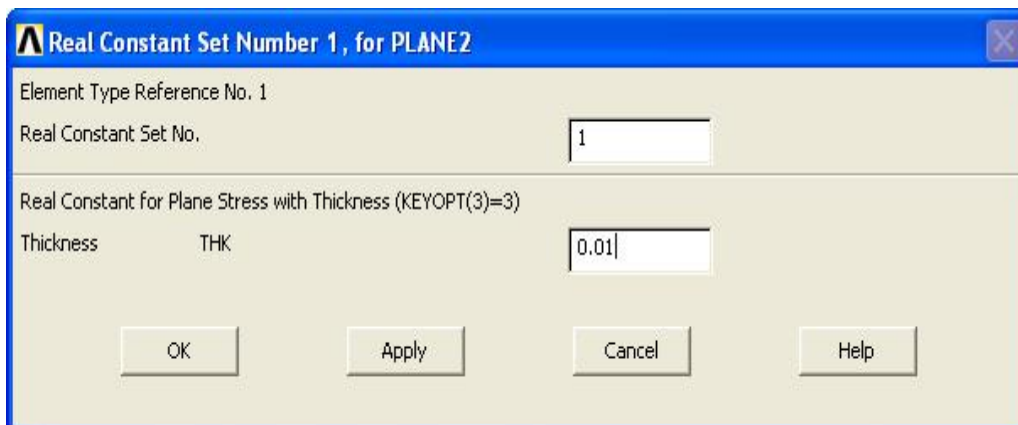 Real Constant Set Number 1, for PLANE2
Element Type Reference No. 1
Real Constant Set No. 1
Real Constant for Plane Stress with Thickness (KEYOPT(3)=3)
Thickness THK 0.01
OK Apply Cancel Help